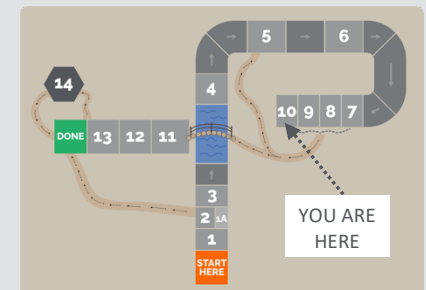 5
6
14
4
10 9 8 7
DONE 13 12 11
3
2 1A
1
YOU ARE
HERE
START
HERE